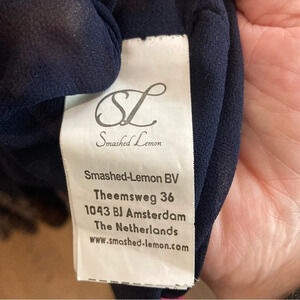 SL
Smashed Lemon
Smashed-Lemon BV
Theemsweg 36
1043 BJ Amsterdam
The Netherlands
www.smashed-lemon.com